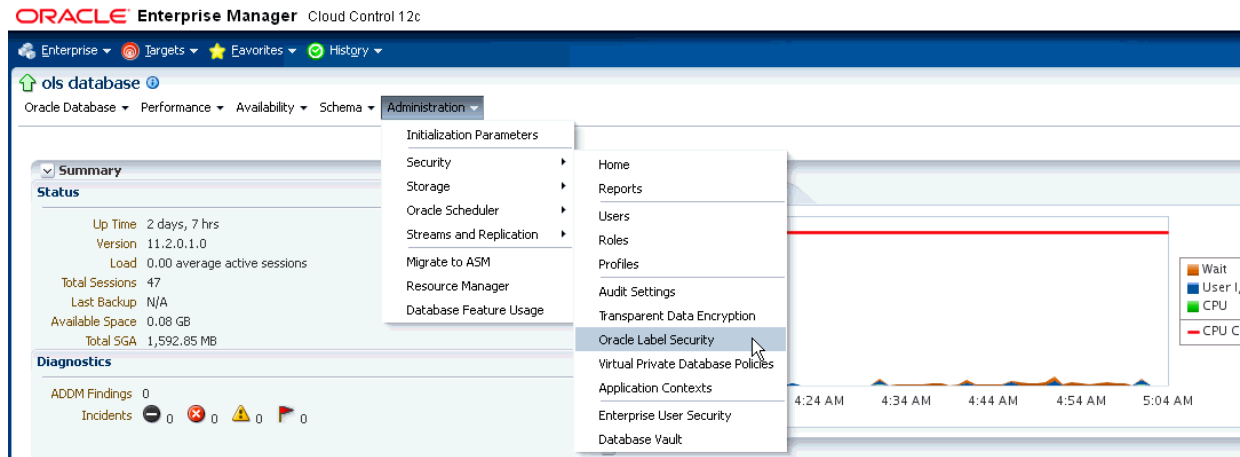 ORACLE Enterprise Manager Cloud Control 12c
Enterprise Targets Favorites History
ols database
Oracle Database Performance Availability Schema Administration
Initialization Parameters
Security
Storage
Oracle Scheduler
Streams and Replication
Migrate to ASM
Resource Manager
Database Feature Usage
Home
Reports
Users
Roles
Profiles
Audit Settings
Transparent Data Encryption
Oracle Label Security
Virtual Private Database Policies
Application Contexts
Enterprise User Security
Database Vault
Summary
Status
Up Time 2 days, 7 hrs
Version 11.2.0.1.0
Load 0.00 average active sessions
Total Sessions 47
Last Backup N/A
Available Space 0.08 GB
Total SGA 1,592.85 MB
Diagnostics
ADDM Findings 0
Incidents 0 0 0 0
Wait
User I,
CPU
CPU C
4:24 AM 4:34 AM 4:44 AM 4:54 AM 5:04 AM